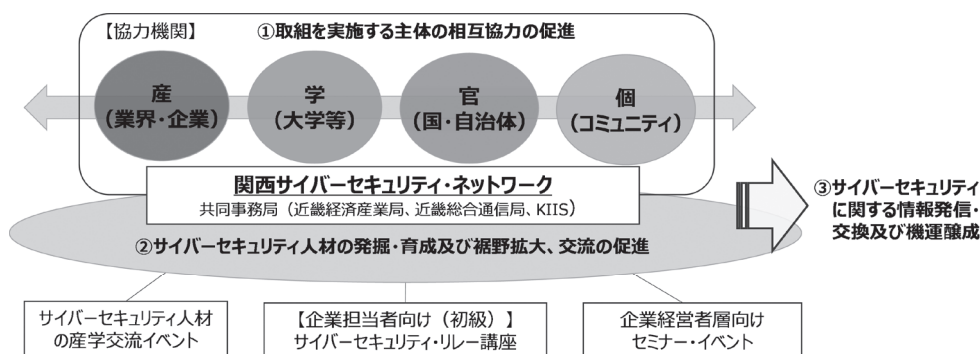 【協力機関】 ①取組を実施する主体の相互協力の促進
産
（業界・企業）
学
（大学等）
官
（国・自治体）
個
（コミュニティ）
関西サイバーセキュリティ・ネットワーク
共同事務局（近畿経済産業局、近畿総合通信局、KIIS）
②サイバーセキュリティ人材の発掘・育成及び裾野拡大、交流の促進
③サイバーセキュリティ
に関する情報発信・
交換及び機運醸成
サイバーセキュリティ人材
の産学交流イベント
【企業担当者向け（初級）】
サイバーセキュリティ・リレー講座
企業経営者層向け
セミナー・イベント